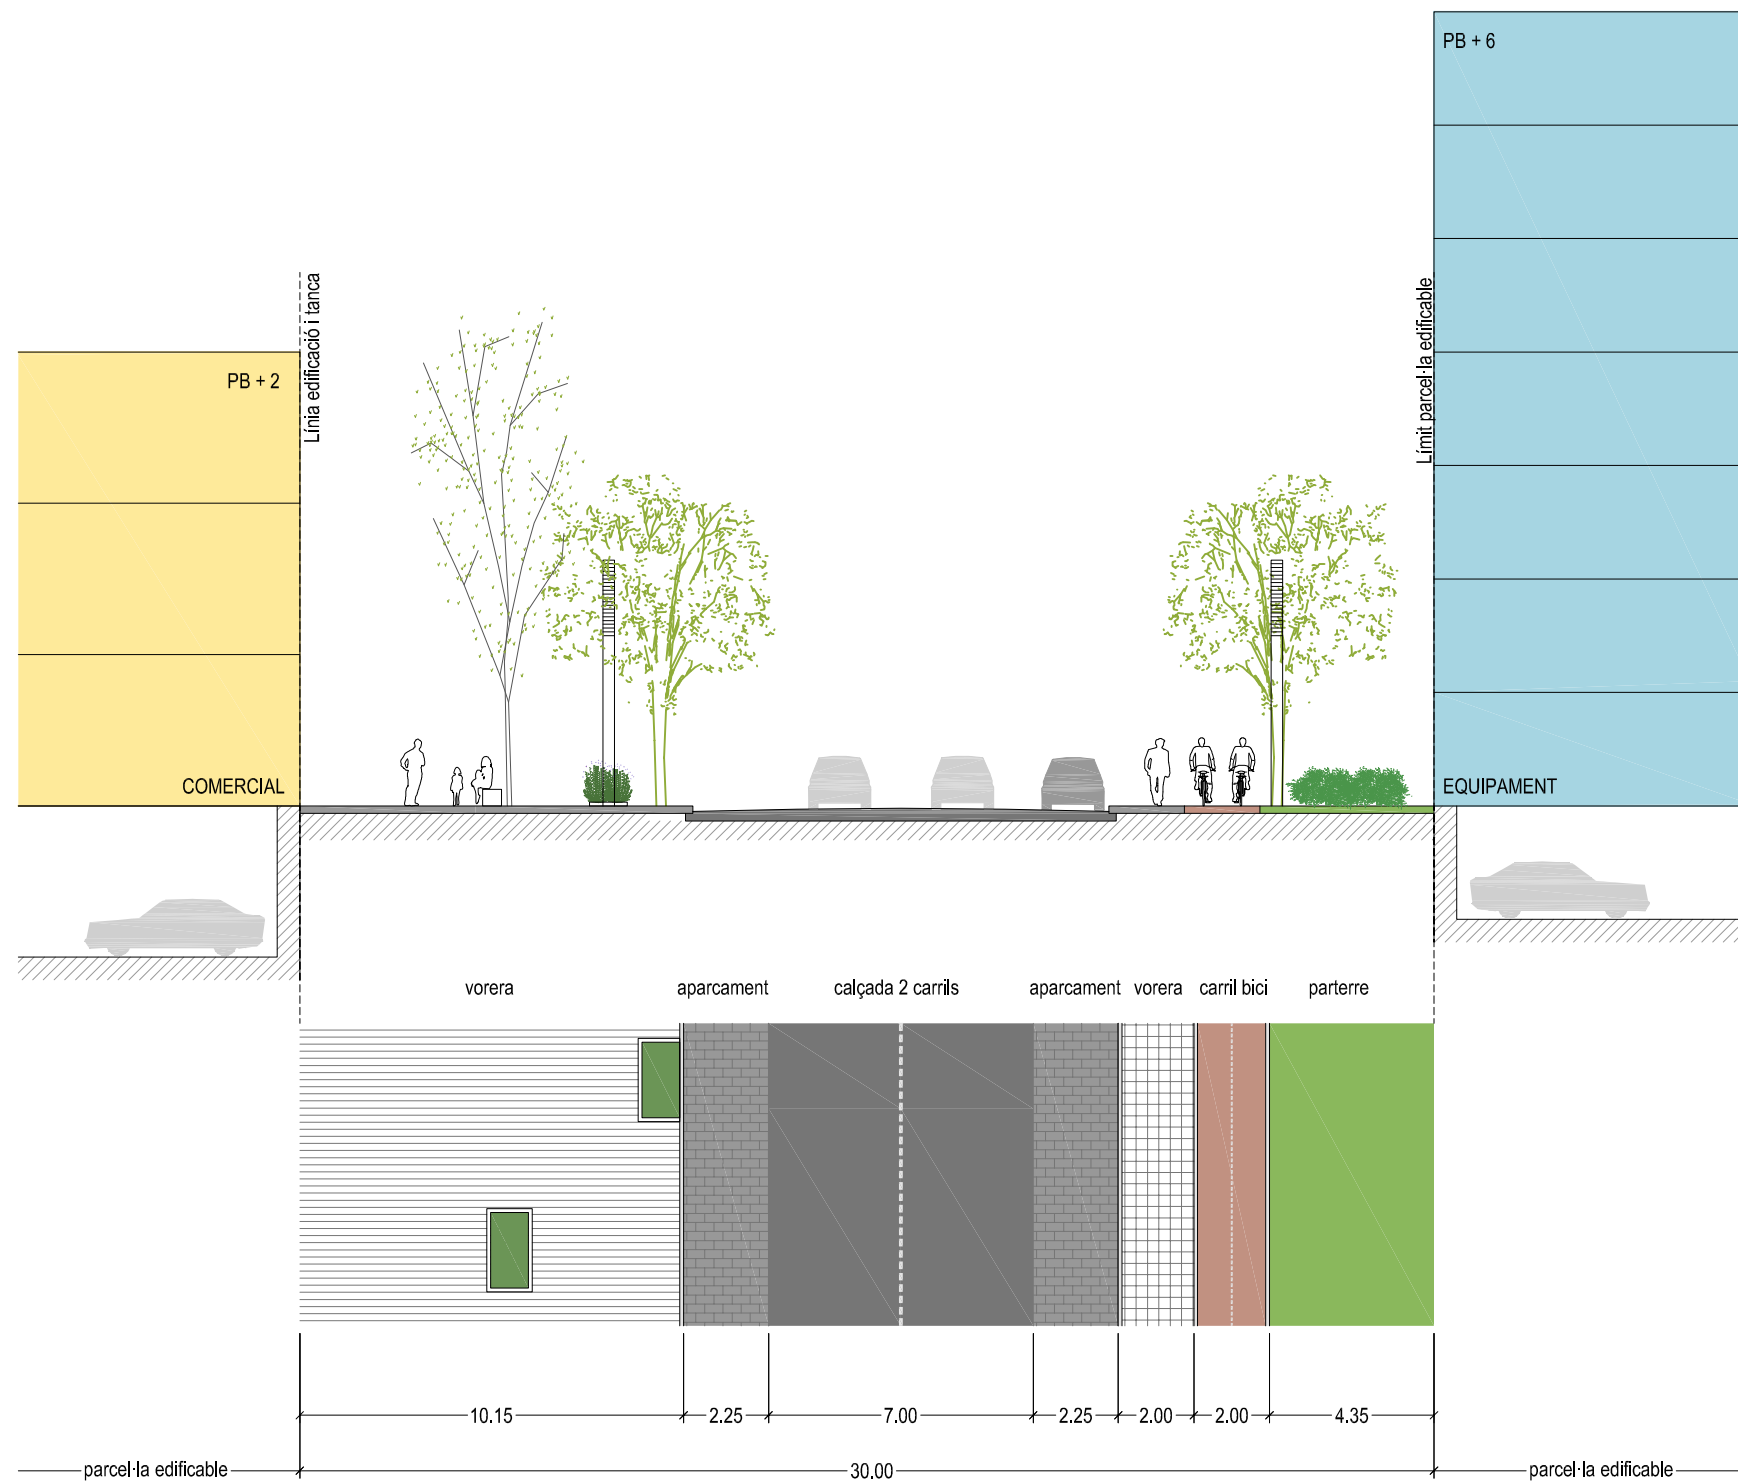 PB + 6
Línia edificació i tanca
Límit parcel·la edificable
PB + 2
COMERCIAL
EQUIPAMENT
vorera
aparcament
calçada 2 carrils
aparcament
vorera
carril bici
parterre
10.15
2.25
7.00
2.25
2.00
2.00
4.35
parcel·la edificable
30.00
parcel·la edificable